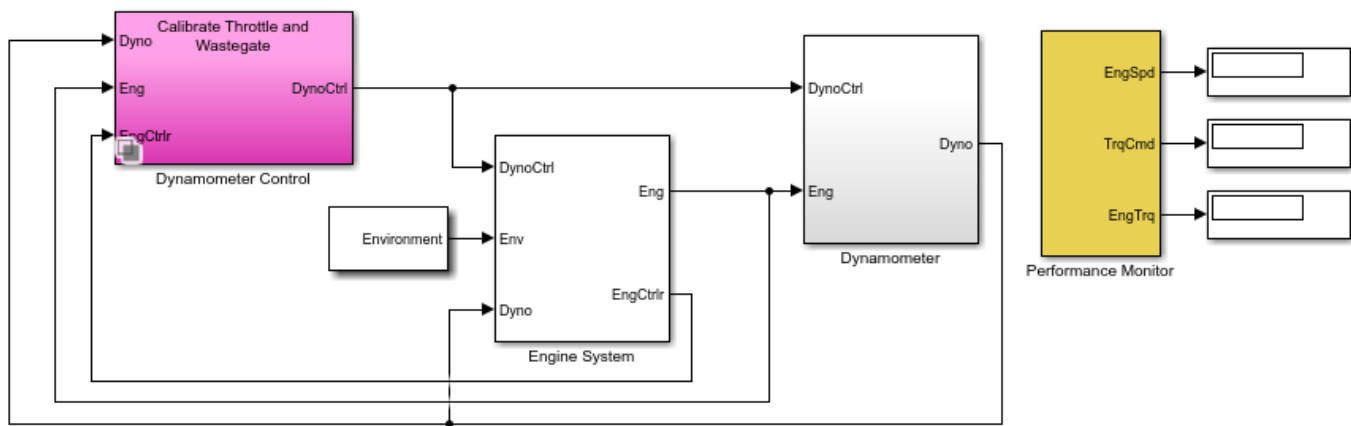 Calibrate Throttle and
Wastegate
Dyno
Eng
EngCtrlr
DynoCtrl
Dynamometer Control
Environment
DynoCtrl
Env
Dyno
Eng
EngCtrlr
Engine System
DynoCtrl
Eng
Dyno
Dynamometer
EngSpd
TrqCmd
EngTrq
Performance Monitor